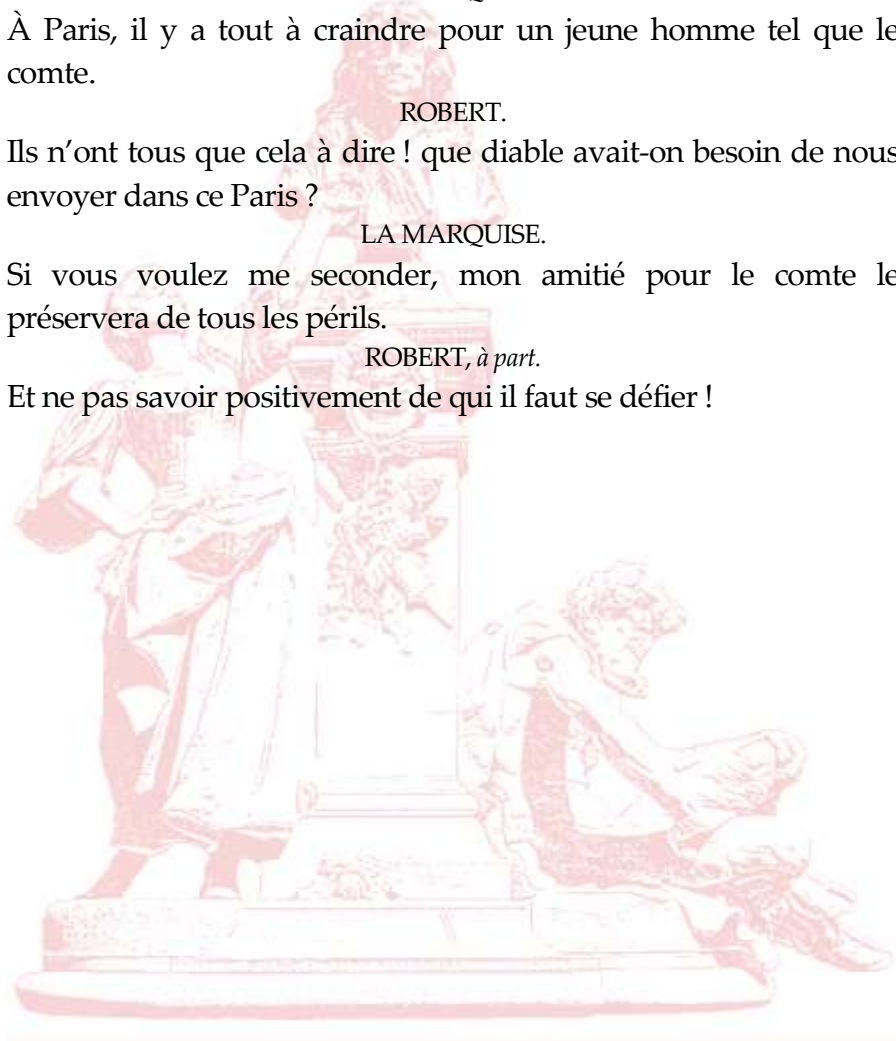 À Paris, il y a tout à craindre pour un jeune homme tel que le
comte.
ROBERT.
Ils n’ont tous que cela à dire ! que diable avait-on besoin de nous
envoyer dans ce Paris ?
LA MARQUISE.
Si vous voulez me seconder, mon amitié pour le comte le
préservera de tous les périls.
ROBERT, à part.
Et ne pas savoir positivement de qui il faut se défier !